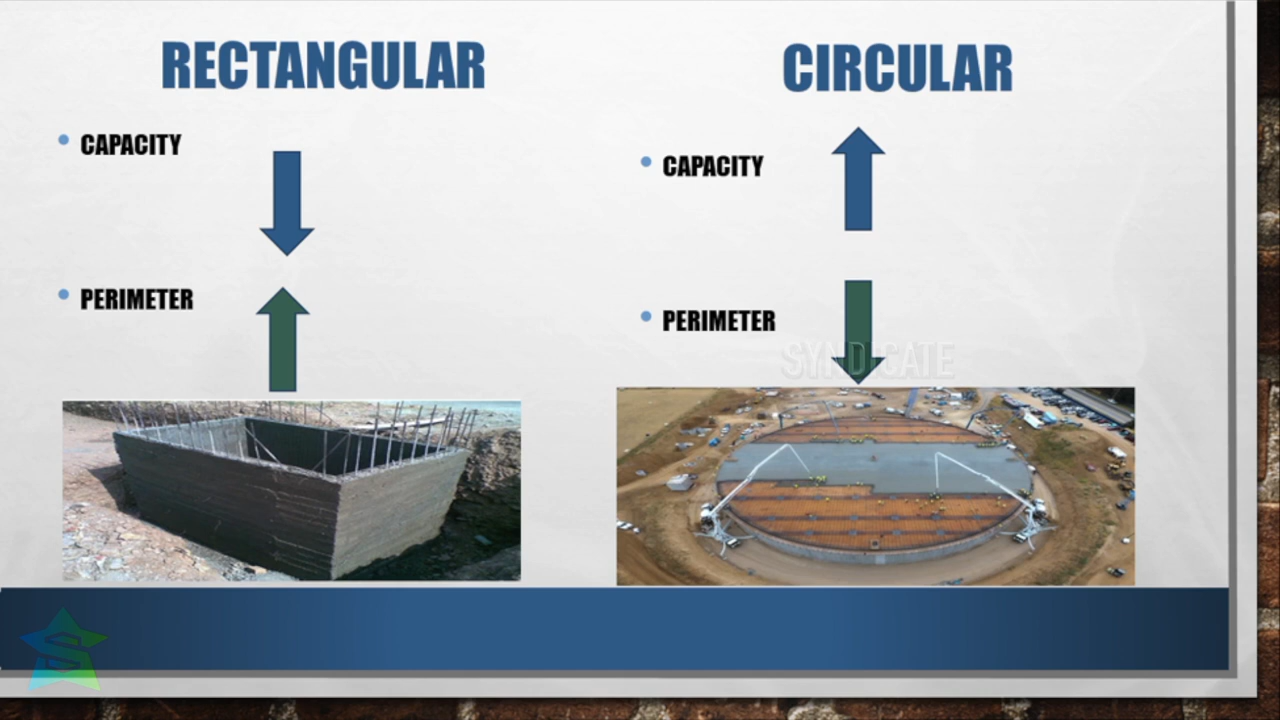 RECTANGULAR
CAPACITY
PERIMETER
CIRCULAR
CAPACITY
PERIMETER
SYNDICATE
S